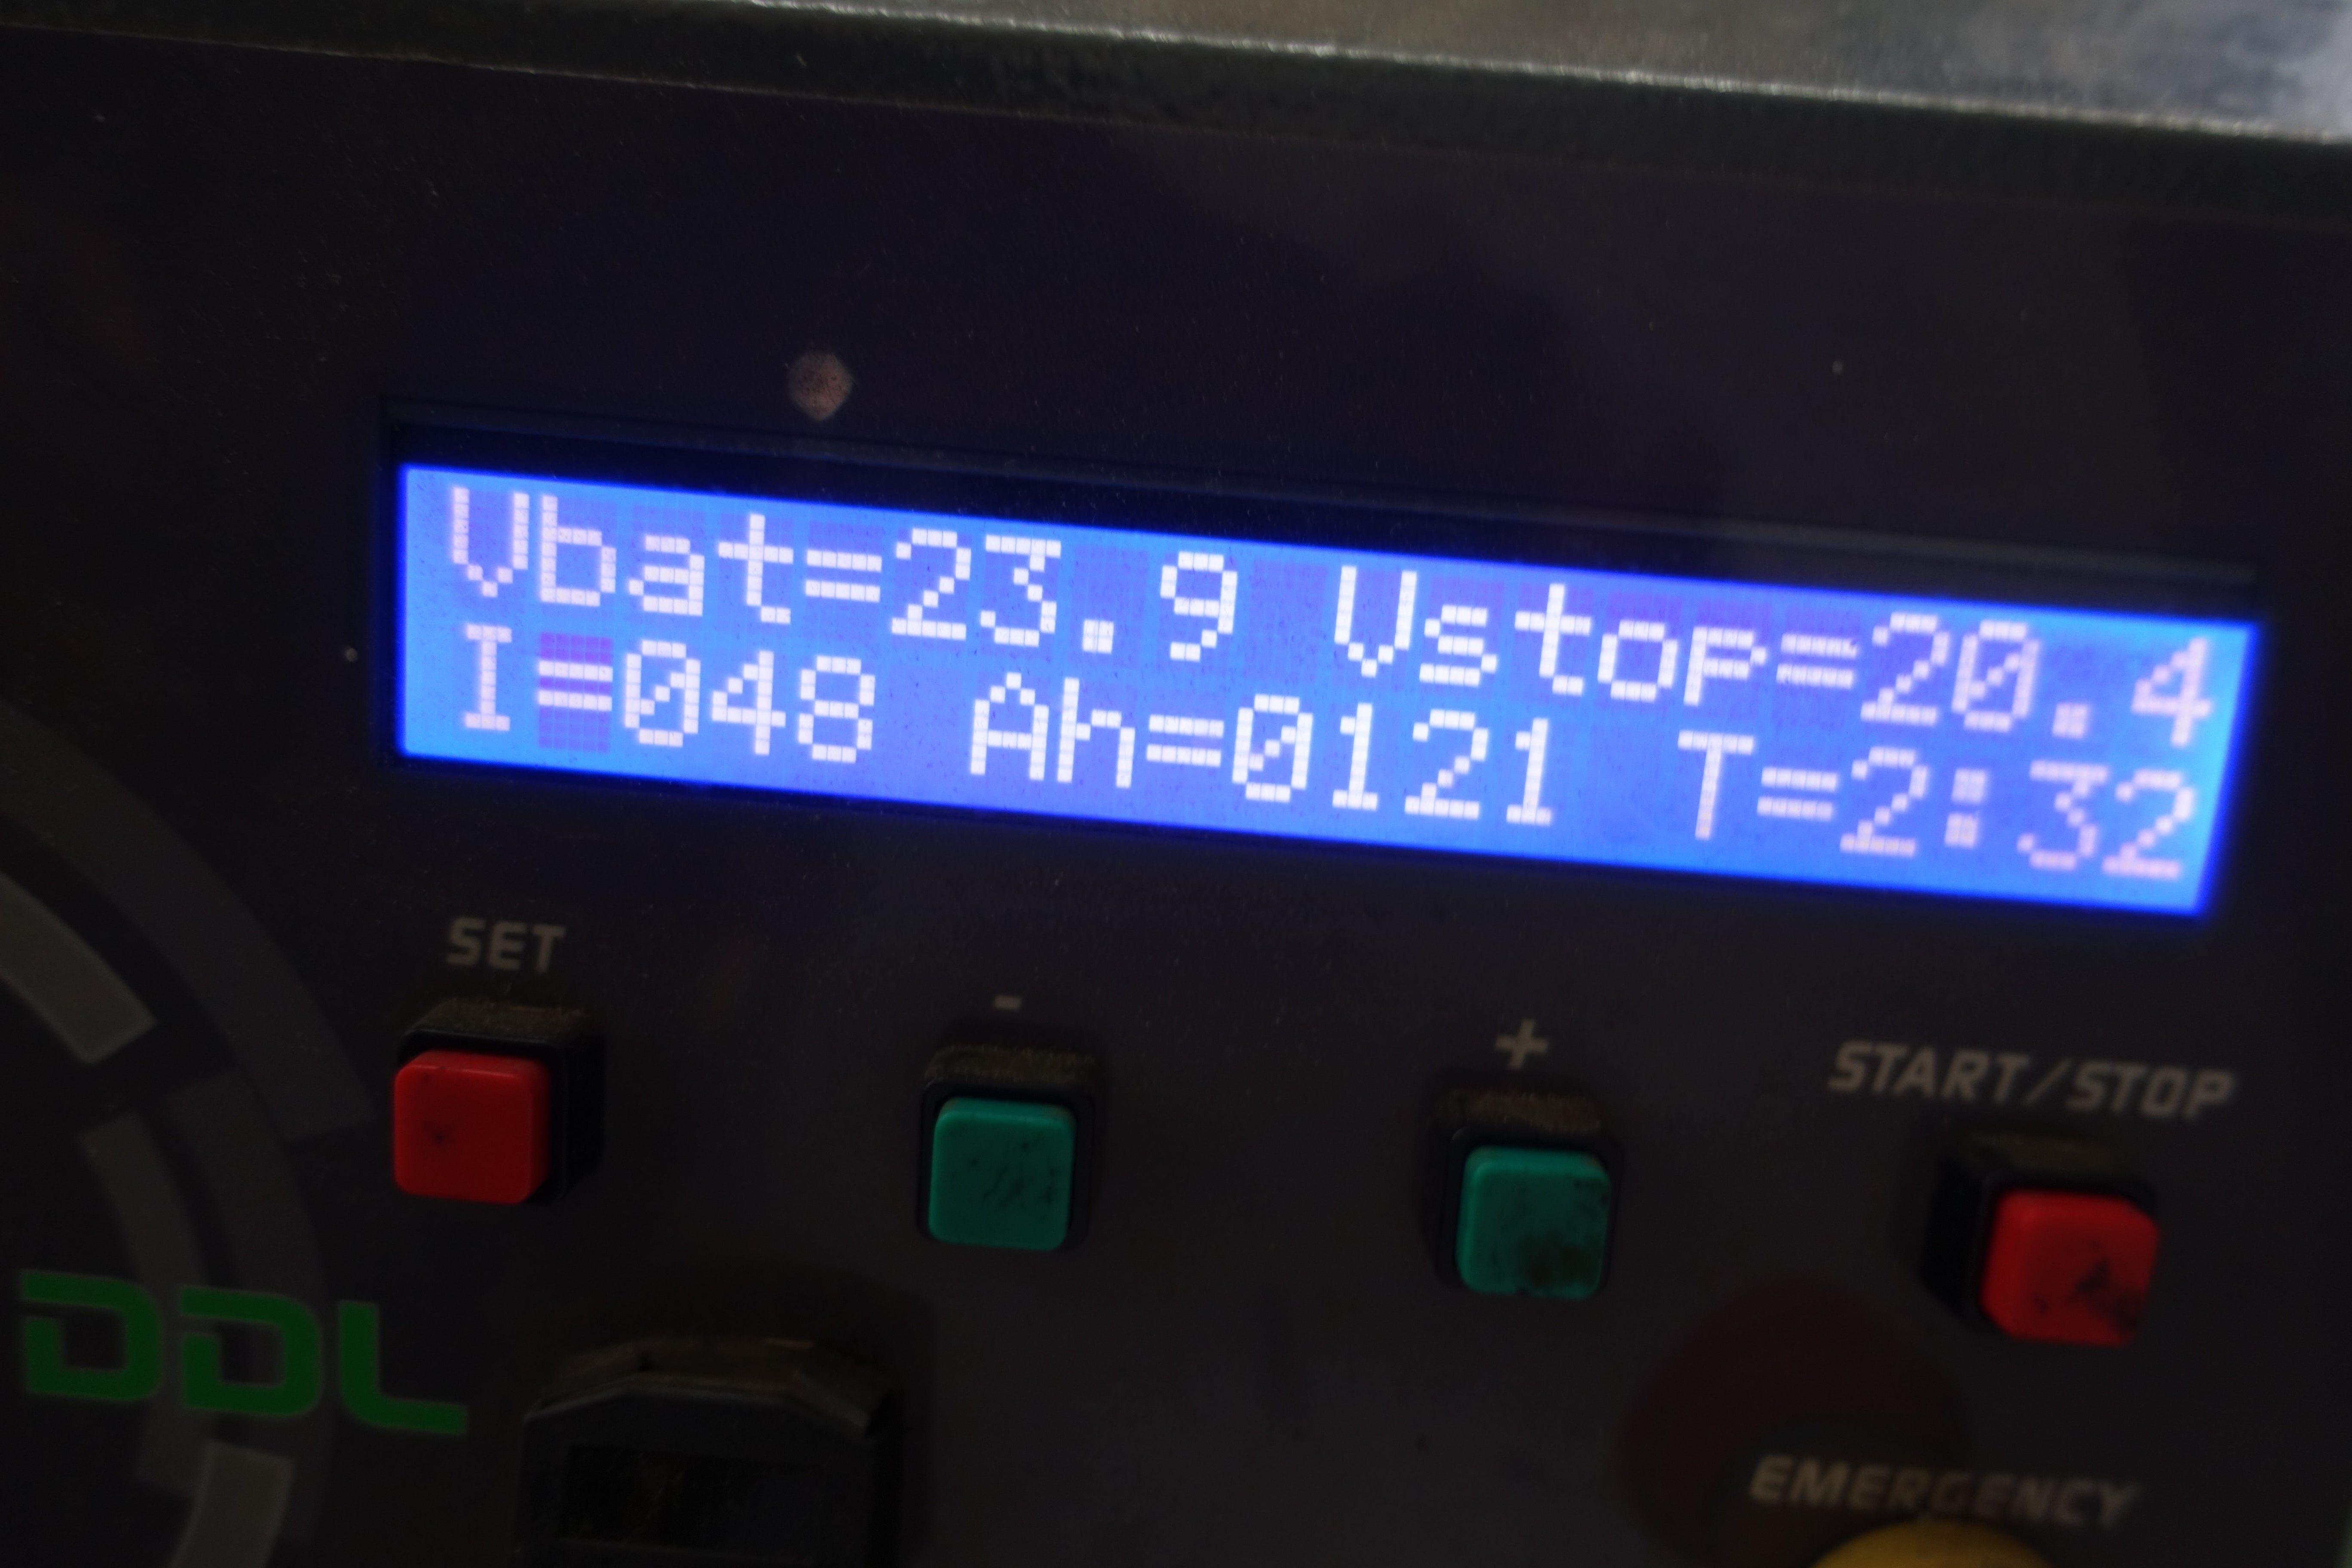 Vbat=23.9 Vstop=20.4
I=048 Ah=0121 T=2:32
SET
-
+
START/STOP
DDL
EMERGENCY